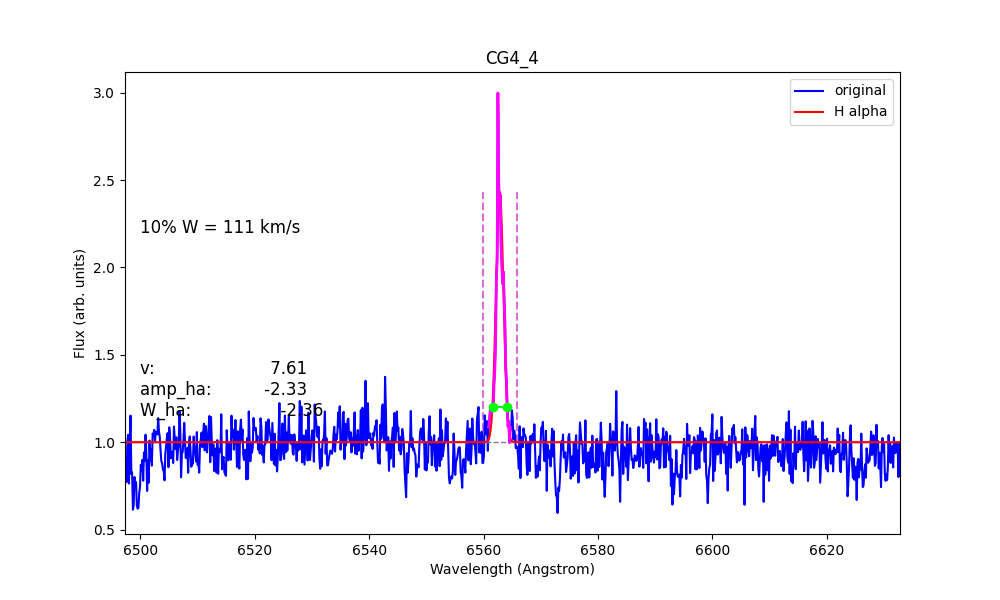 CG4_4
original
H alpha
10% W = 111 km/s
v: 7.61
amp_ha: -2.33
W_ha: -2.36
Flux (arb. units)
3.0
2.5
2.0
1.5
1.0
0.5
6500 6520 6540 6560 6580 6600 6620
Wavelength (Angstrom)